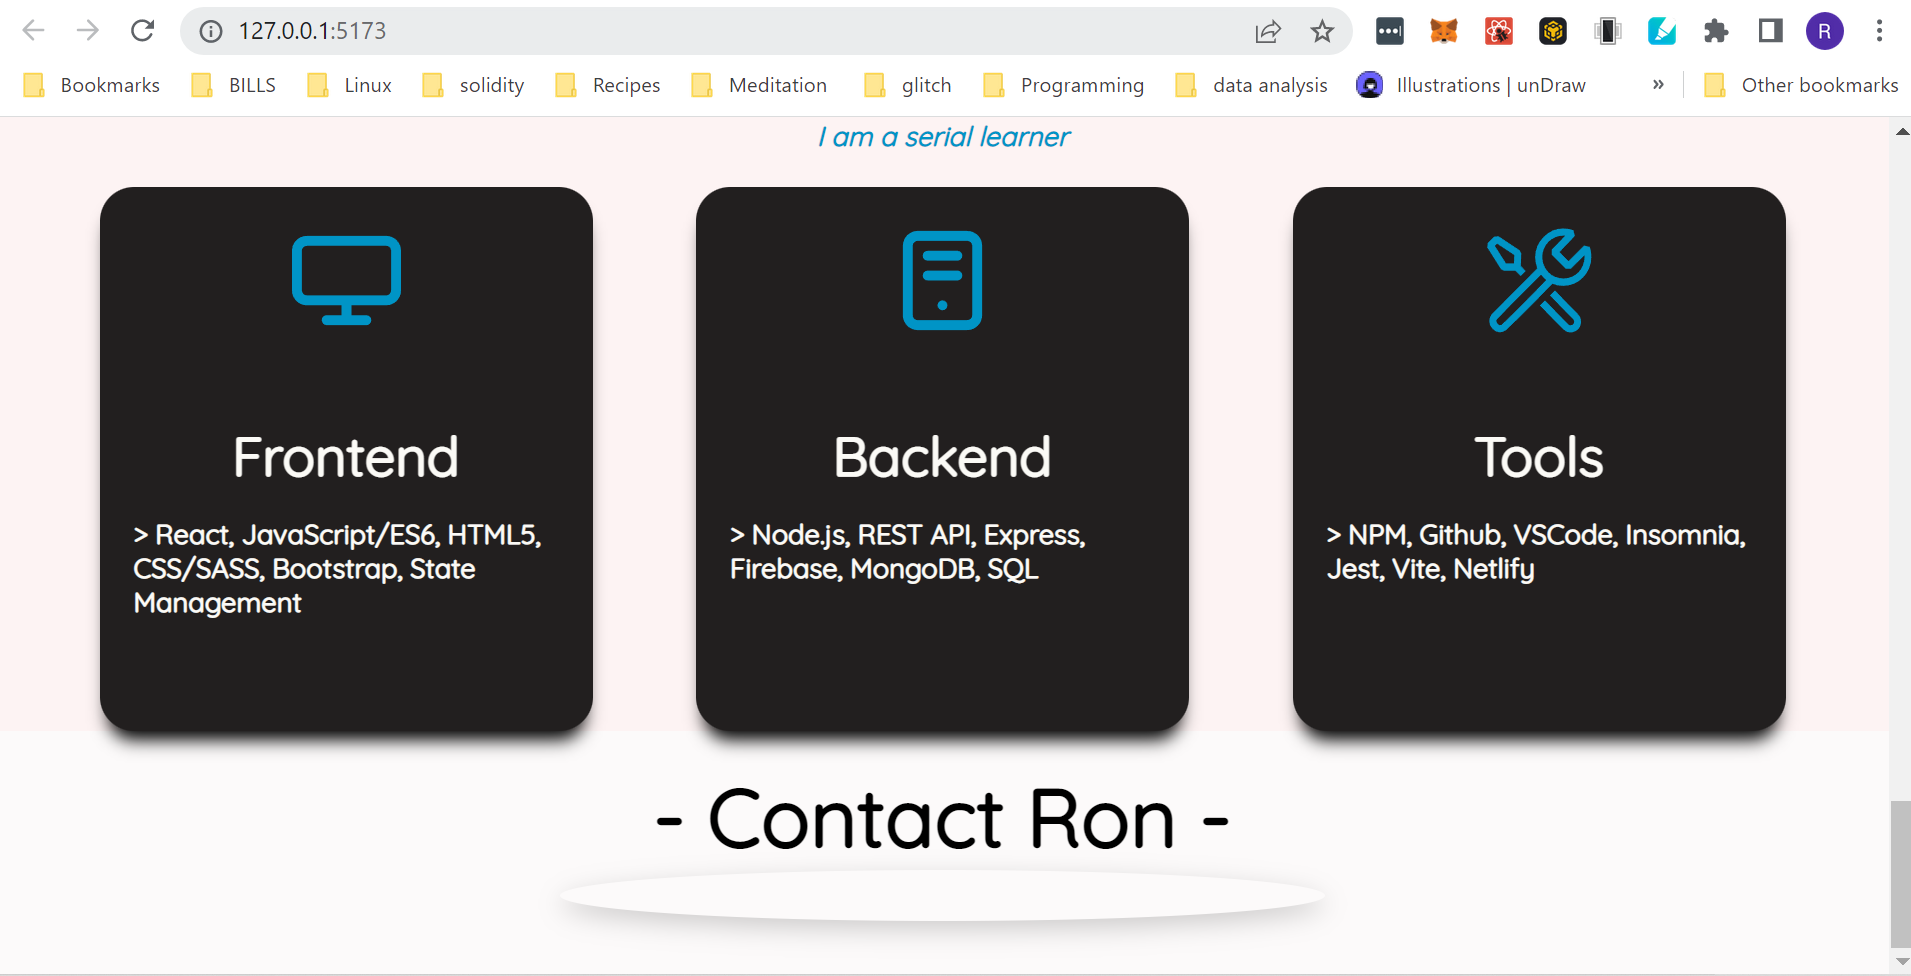 127.0.0.1:5173
R
Bookmarks BILLS Linux solidity Recipes Meditation glitch Programming data analysis Illustrations | unDraw » Other bookmarks
I am a serial learner
Frontend
> React, JavaScript/ES6, HTML5,
CSS/SASS, Bootstrap, State
Management
Backend
> Node.js, REST API, Express,
Firebase, MongoDB, SQL
Tools
> NPM, Github, VSCode, Insomnia,
Jest, Vite, Netlify
- Contact Ron -